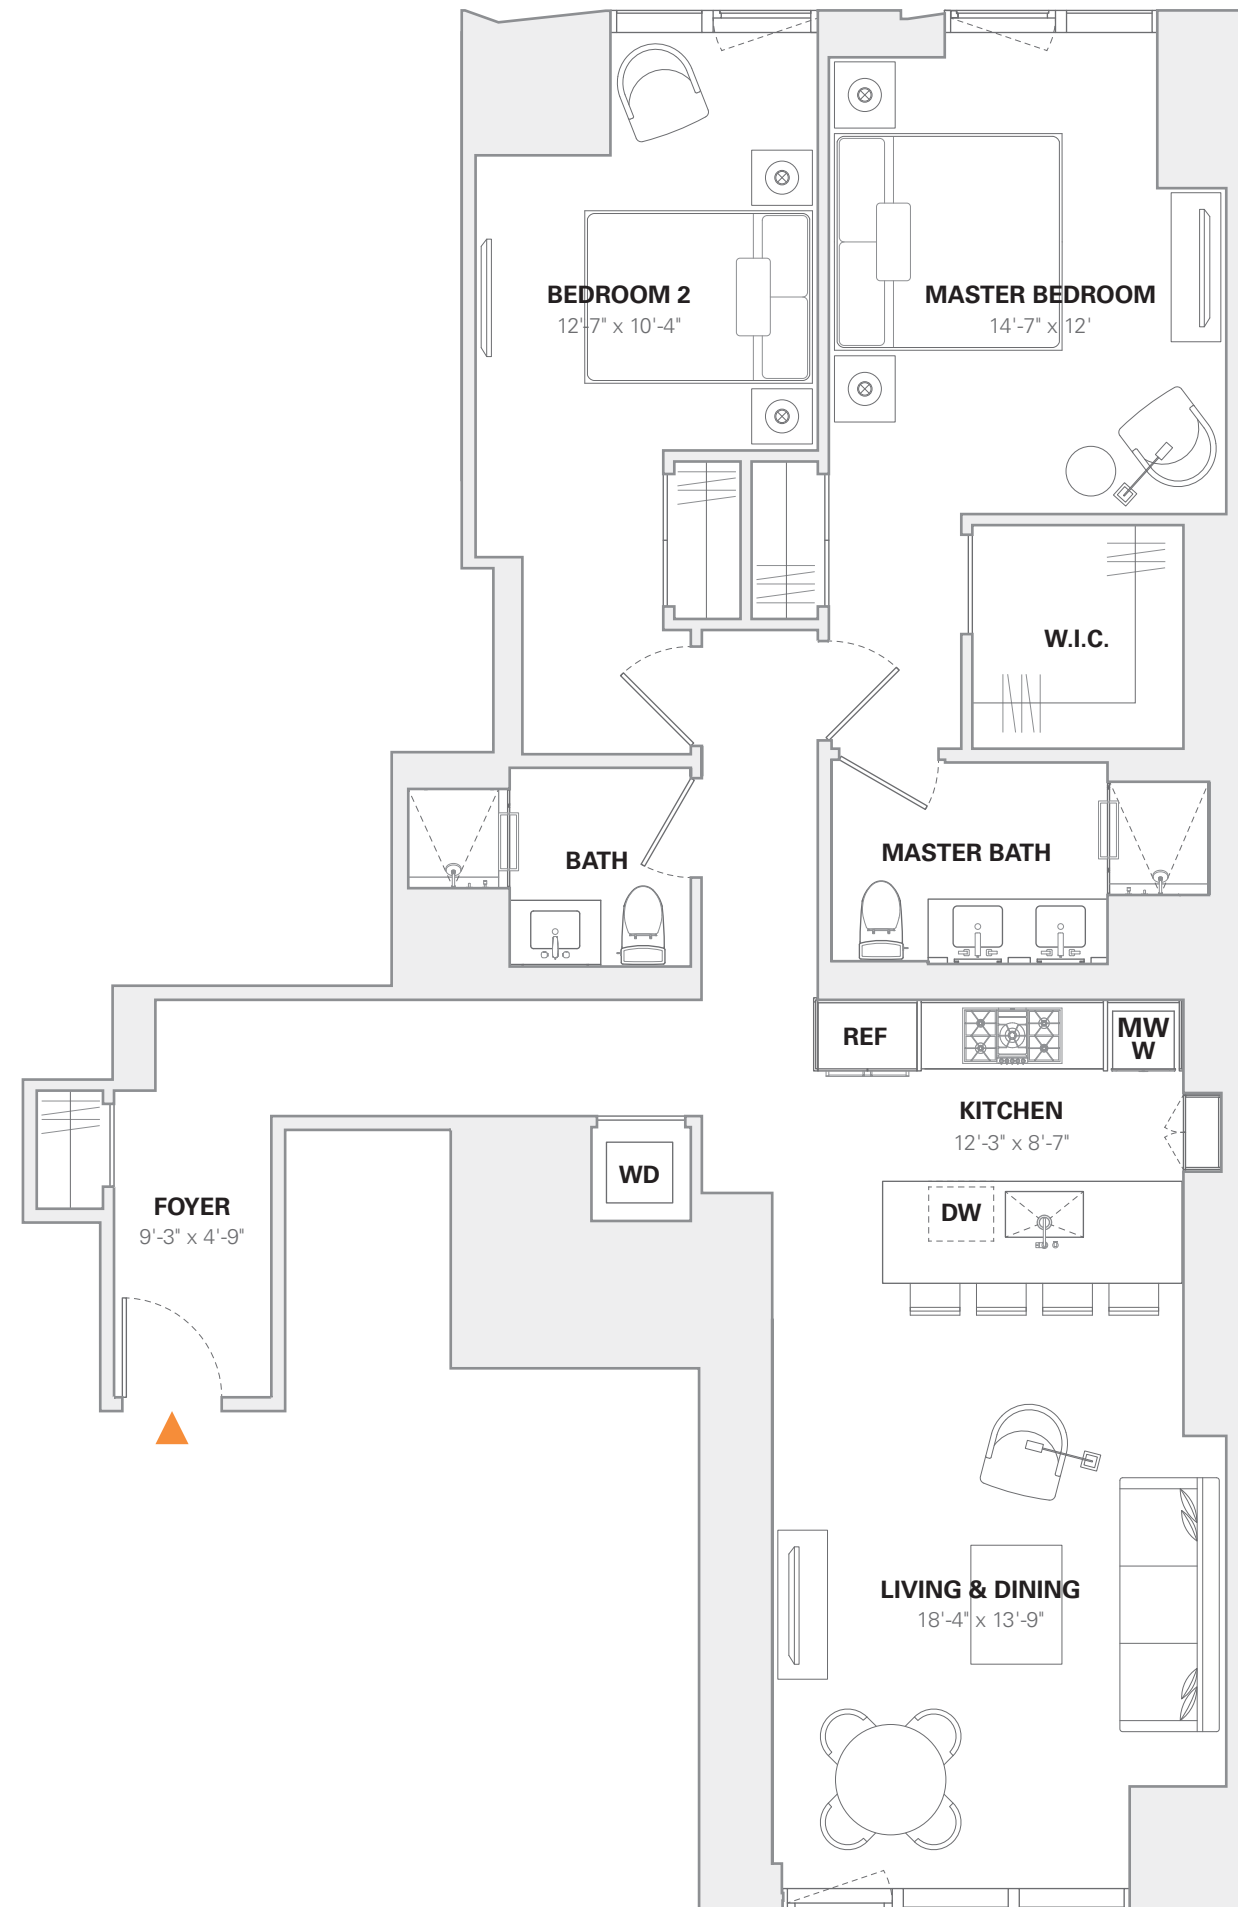 BEDROOM 2
12'-7" x 10'-4"
MASTER BEDROOM
14'-7" x 12'
W.I.C.
BATH
MASTER BATH
REF
MW
W
KITCHEN
12'-3" x 8'-7"
WD
FOYER
9'-3" x 4'-9"
DW
LIVING & DINING
18'-4" x 13'-9"